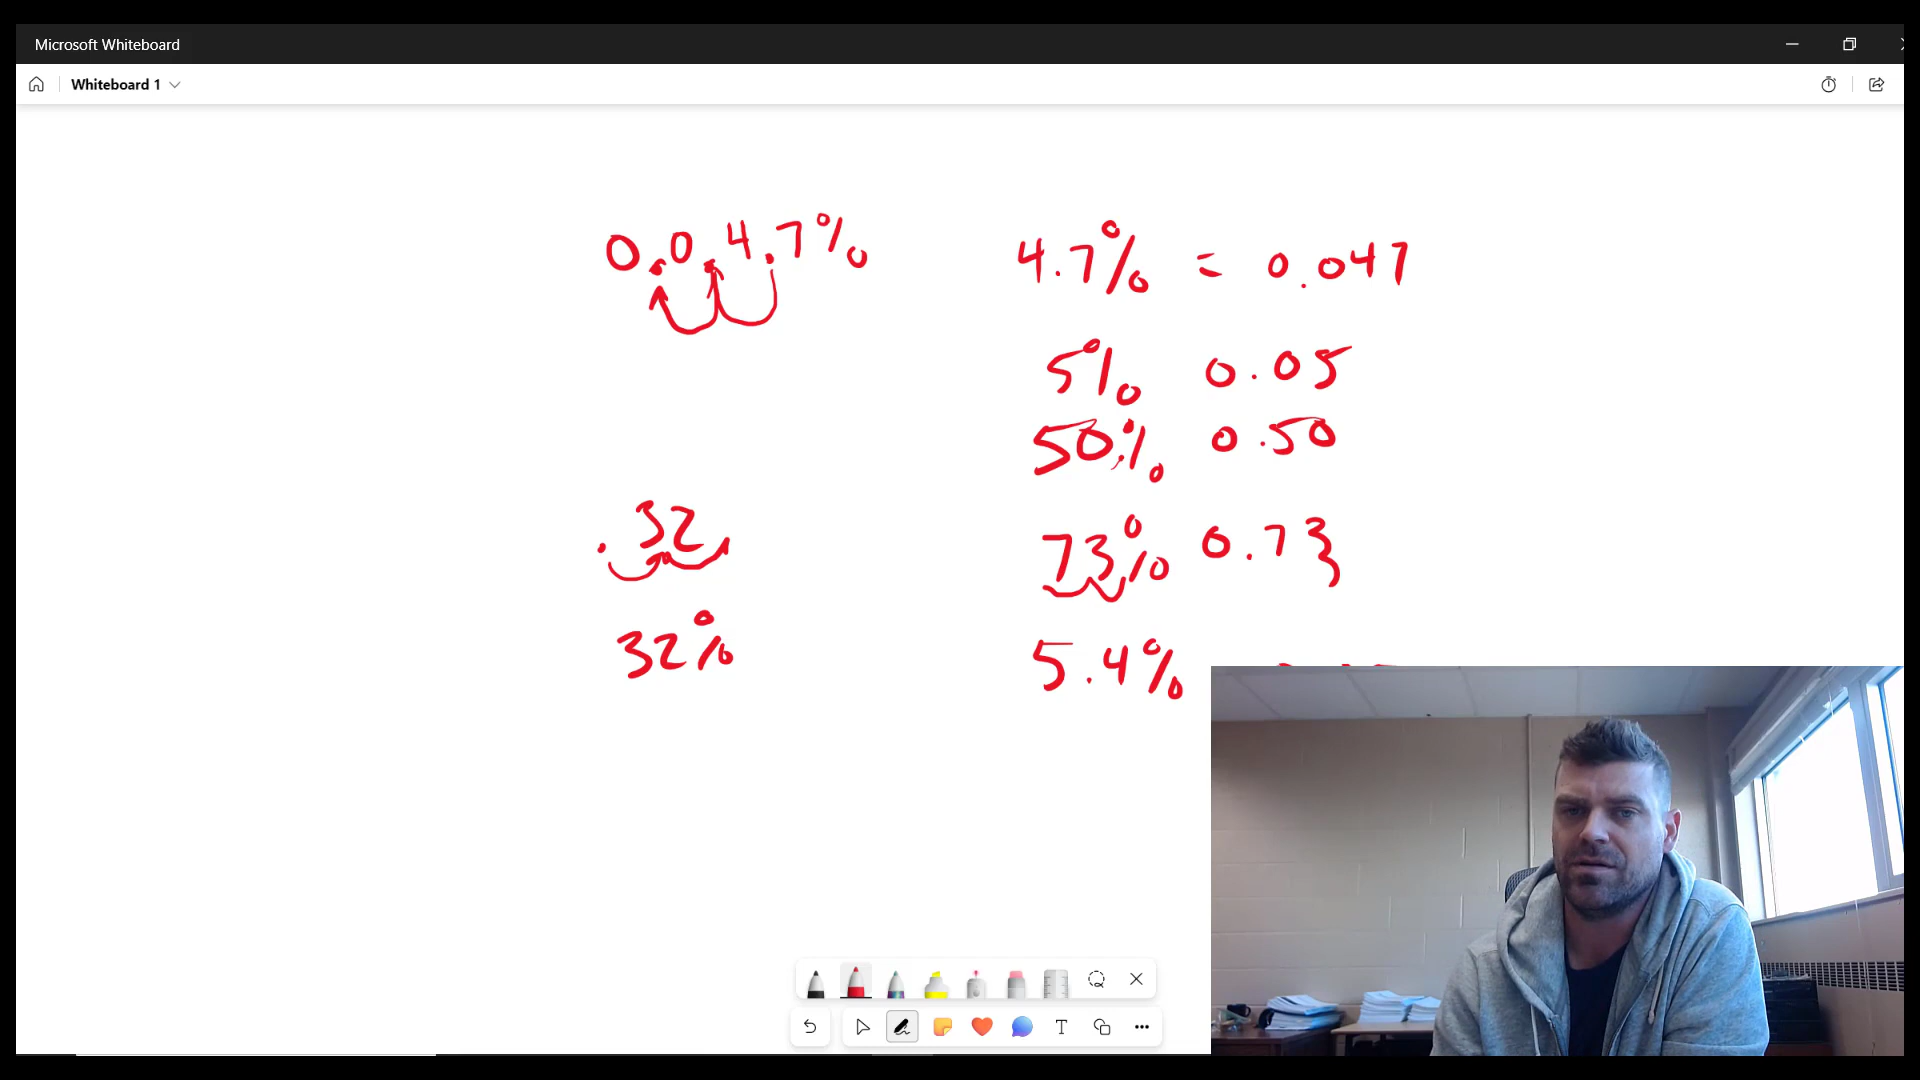 Microsoft Whiteboard
Whiteboard 1
0.0.4.7%
4.7% = 0.047
5% 0.05
50.% 0.50
.32.
73% 0.73
32%
5.4%
T